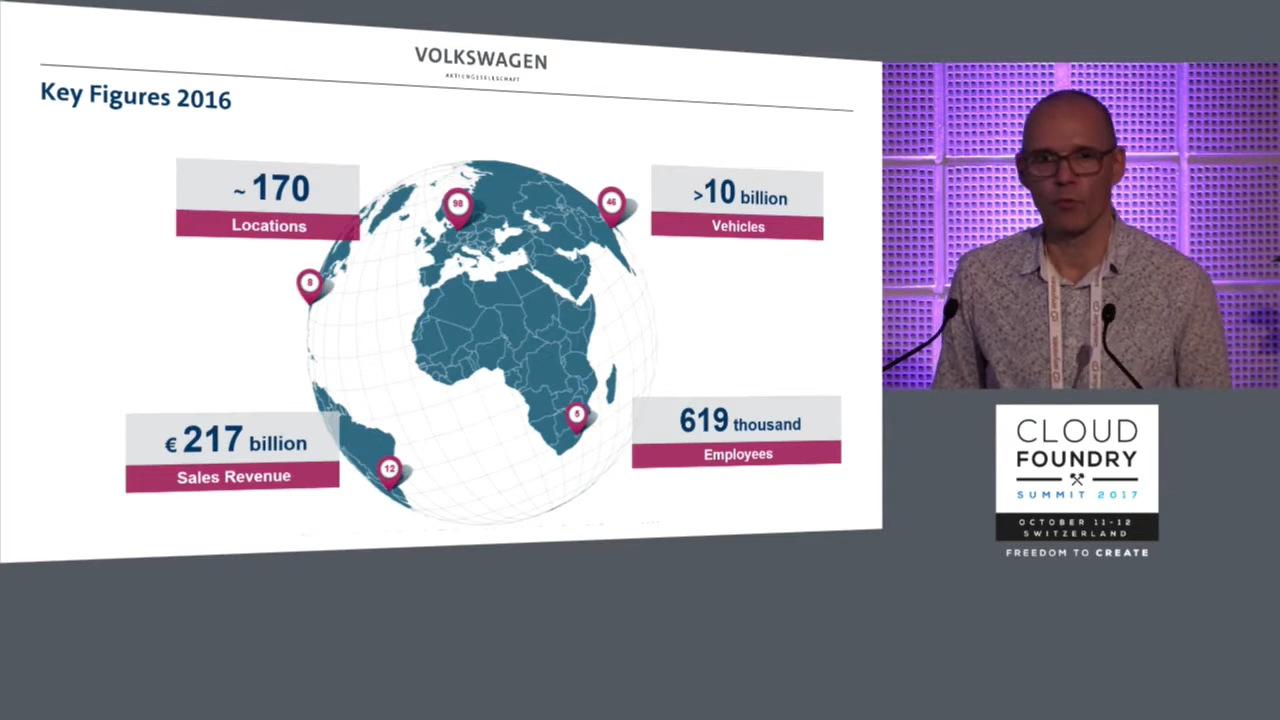 VOLKSWAGEN
AKTIENGESELLSCHAFT
Key Figures 2016
~ 170
Locations
>10 billion
Vehicles
98
46
8
€ 217 billion
Sales Revenue
619 thousand
Employees
5
12
CLOUD
FOUNDRY
SUMMIT 2017
OCTOBER 11-12
SWITZERLAND
FREEDOM TO CREATE